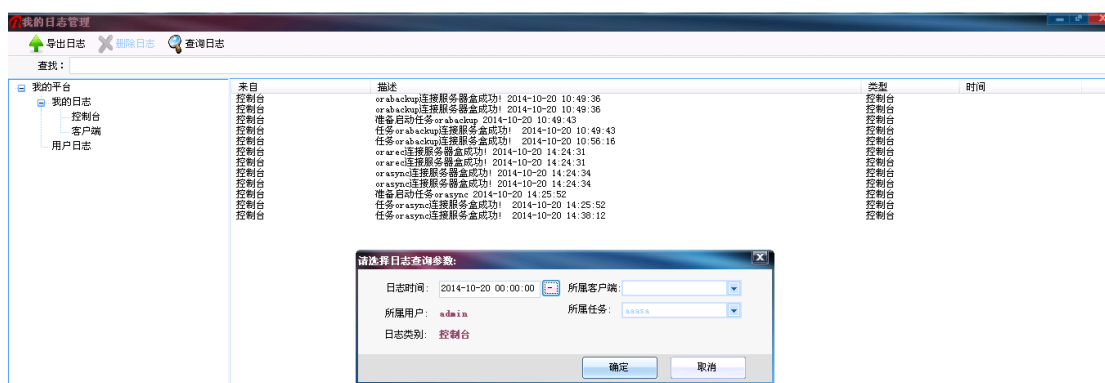 我的日志管理
导出日志 删除日志 查询日志
查找：
我的平台
我的日志
控制台
客户端
用户日志
来自 描述 类型 时间
控制台 orabackup连接服务器盒成功! 2014-10-20 10:49:36 控制台
控制台 orabackup连接服务器盒成功! 2014-10-20 10:49:36 控制台
控制台 准备启动任务orabackup 2014-10-20 10:49:43 控制台
控制台 任务orabackup连接服务盒成功! 2014-10-20 10:49:43 控制台
控制台 任务orabackup连接服务盒成功! 2014-10-20 10:56:16 控制台
控制台 orarec连接服务器盒成功! 2014-10-20 14:24:31 控制台
控制台 orarec连接服务器盒成功! 2014-10-20 14:24:31 控制台
控制台 orasync连接服务器盒成功! 2014-10-20 14:24:34 控制台
控制台 orasync连接服务器盒成功! 2014-10-20 14:24:34 控制台
控制台 准备启动任务orasync 2014-10-20 14:25:52 控制台
控制台 任务orasync连接服务盒成功! 2014-10-20 14:25:52 控制台
控制台 任务orasync连接服务盒成功! 2014-10-20 14:38:12 控制台
请选择日志查询参数:
日志时间: 2014-10-20 00:00:00 所属客户端:
所属用户: admin 所属任务:
日志类别: 控制台
确定 取消